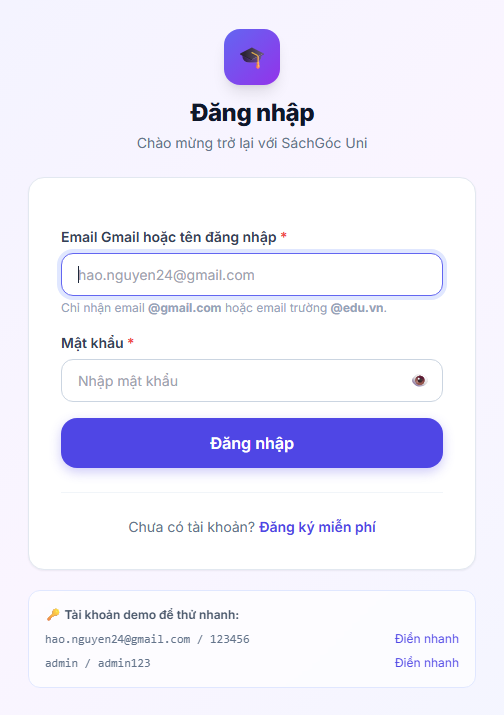 Đăng nhập
Chào mừng trở lại với SáchGóc Uni
Email Gmail hoặc tên đăng nhập *
hao.nguyen24@gmail.com
Chỉ nhận email @gmail.com hoặc email trường @edu.vn.
Mật khẩu *
Nhập mật khẩu
Đăng nhập
Chưa có tài khoản? Đăng ký miễn phí
🔑 Tài khoản demo để thử nhanh:
hao.nguyen24@gmail.com / 123456 Điền nhanh
admin / admin123 Điền nhanh